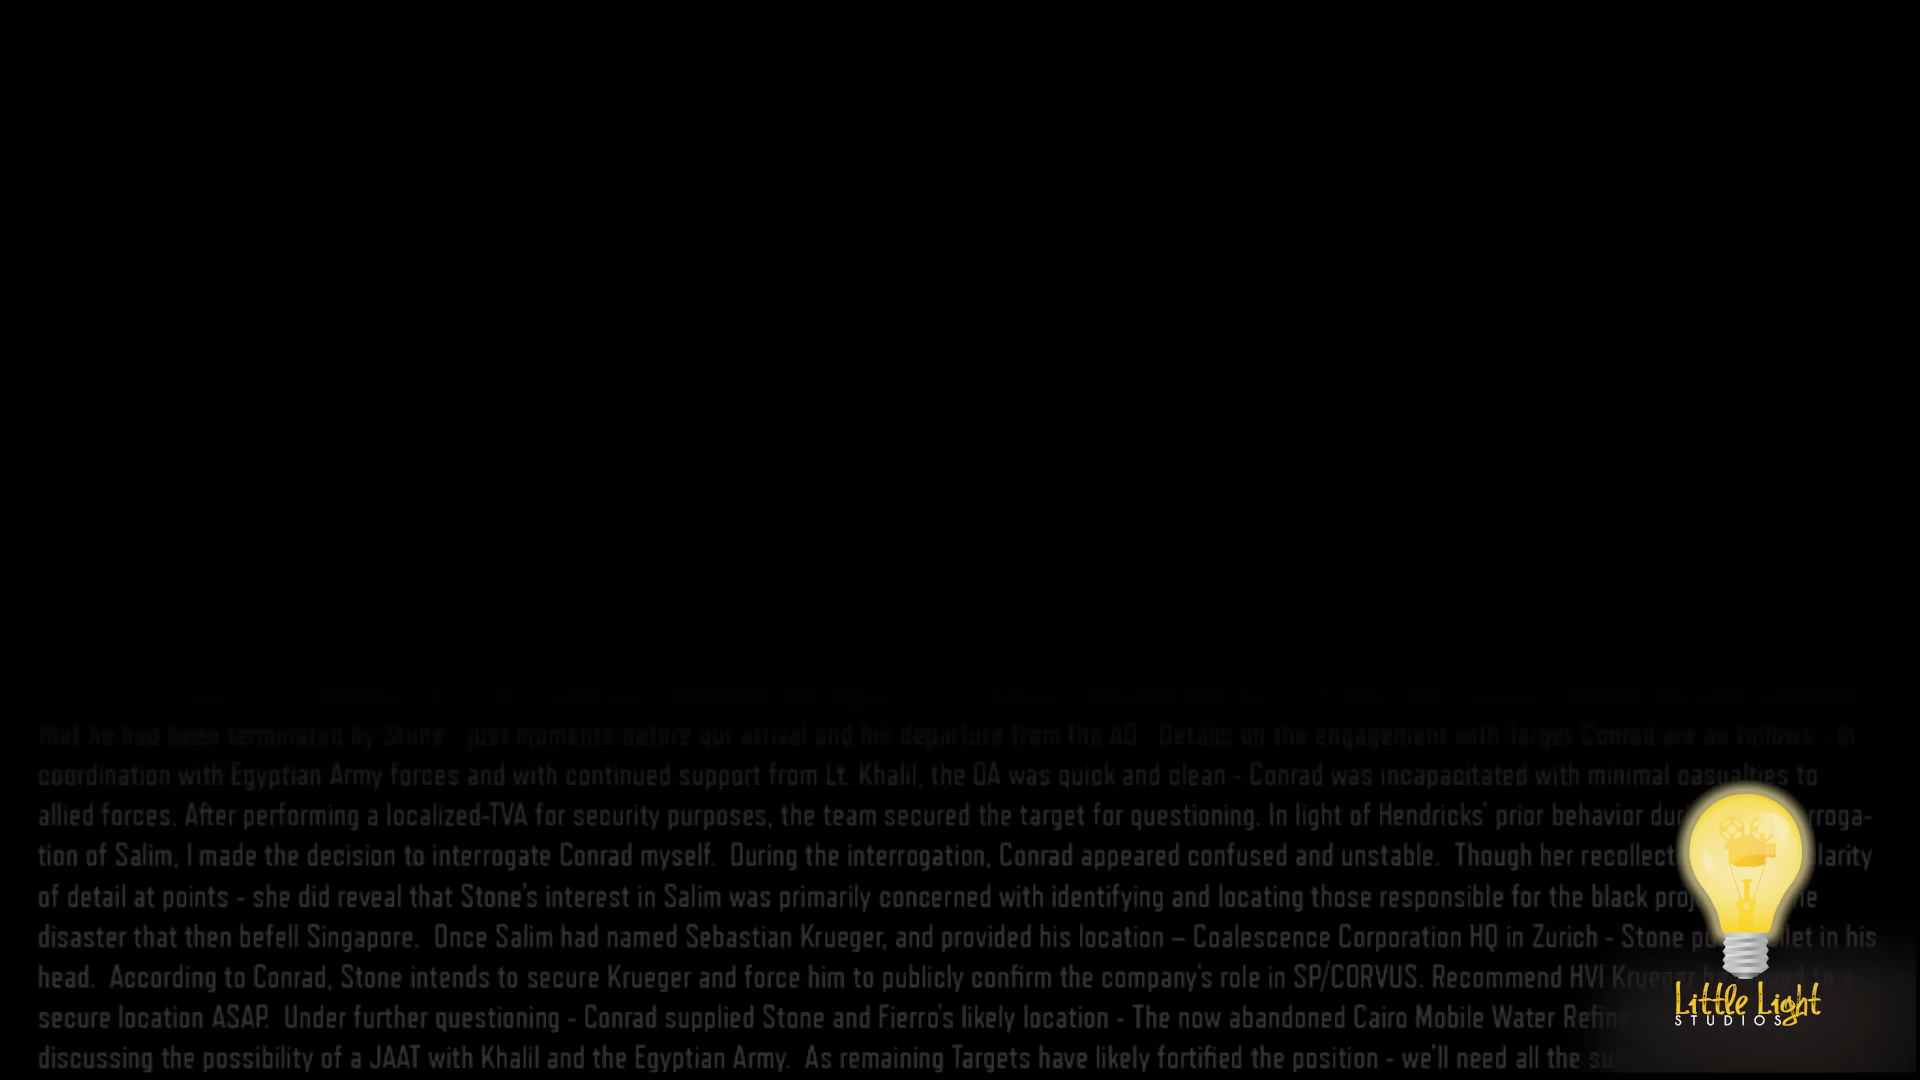 that he had been terminated by Stone just moments before our arrival and his departure from the AO Details on the engagement with Target Conrad are as follows In
coordination with Egyptian Army forces and with continued support from Lt. Khalil, the DA was quick and clean - Conrad was incapacitated with minimal casualties to
allied forces. After performing a localized-TVA for security purposes, the team secured the target for questioning. In light of Hendricks' prior behavior
tion of Salim, I made the decision to interrogate Conrad myself. During the interrogation, Conrad appeared confused and unstable. Though her
of detail at points - she did reveal that Stone's interest in Salim was primarily concerned with identifying and locating those responsible for the black
disaster that then befell Singapore. Once Salim had named Sebastian Krueger, and provided his location – Coalescence Corporation HQ in Zurich - Stone in his
head. According to Conrad, Stone intends to secure Krueger and force him to publicly confirm the company's role in SP/CORVUS. Recommend HVI Krueger
secure location ASAP. Under further questioning - Conrad supplied Stone and Fierro's likely location - The now abandoned Cairo Mobile Water
discussing the possibility of a JAAT with Khalil and the Egyptian Army. As remaining Targets have likely fortified the position - we'll need all the
Little Light
STUDIOS